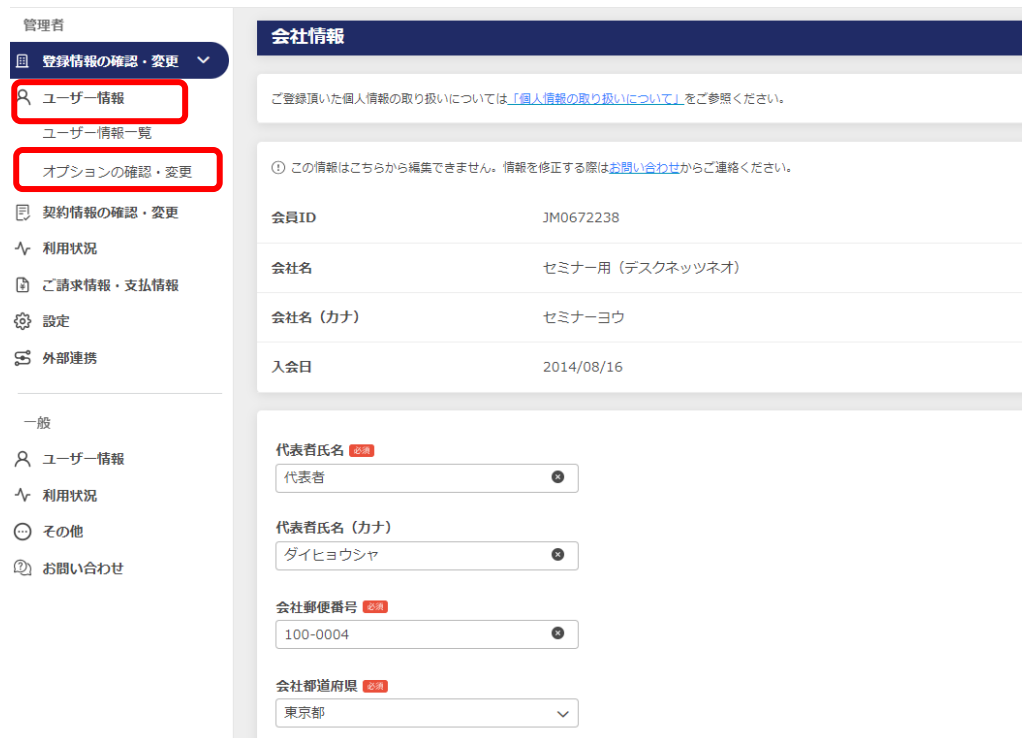 管理者
登録情報の確認・変更
ユーザー情報
ユーザー情報一覧
オプションの確認・変更
契約情報の確認・変更
利用状況
ご請求情報・支払情報
設定
外部連携
一般
ユーザー情報
利用状況
その他
お問い合わせ
会社情報
ご登録頂いた個人情報の取り扱いについては「個人情報の取り扱いについて」をご参照ください。
この情報はこちらから編集できません。情報を修正する際はお問い合わせからご連絡ください。
会員ID JM0672238
会社名 セミナー用（デスクネッツネオ）
会社名（カナ） セミナーヨウ
入会日 2014/08/16
代表者氏名 必須
代表者
代表者氏名（カナ）
ダイヒョウシャ
会社郵便番号 必須
100-0004
会社都道府県 必須
東京都